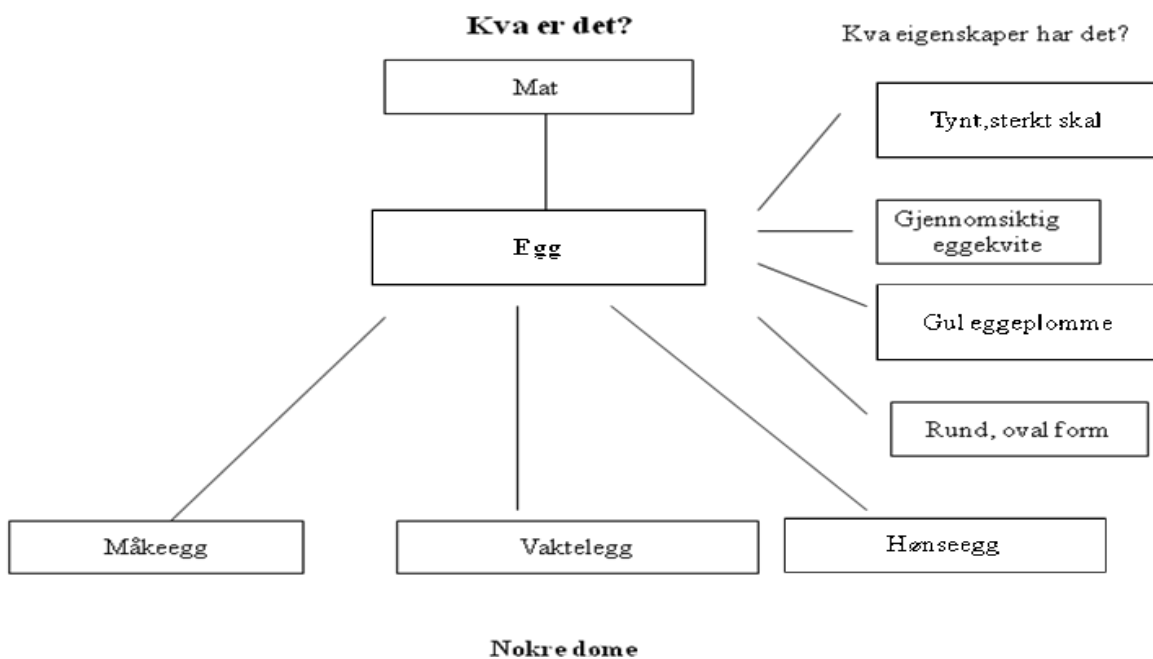 Kva er det?
Kva eigenskaper har det?
Mat
Tynt,sterkt skal
Gjennomsiktig
eggekvite
Egg
Gul eggeplomme
Rund, oval form
Måkeegg
Vaktelegg
Hønseegg
Nokre dome